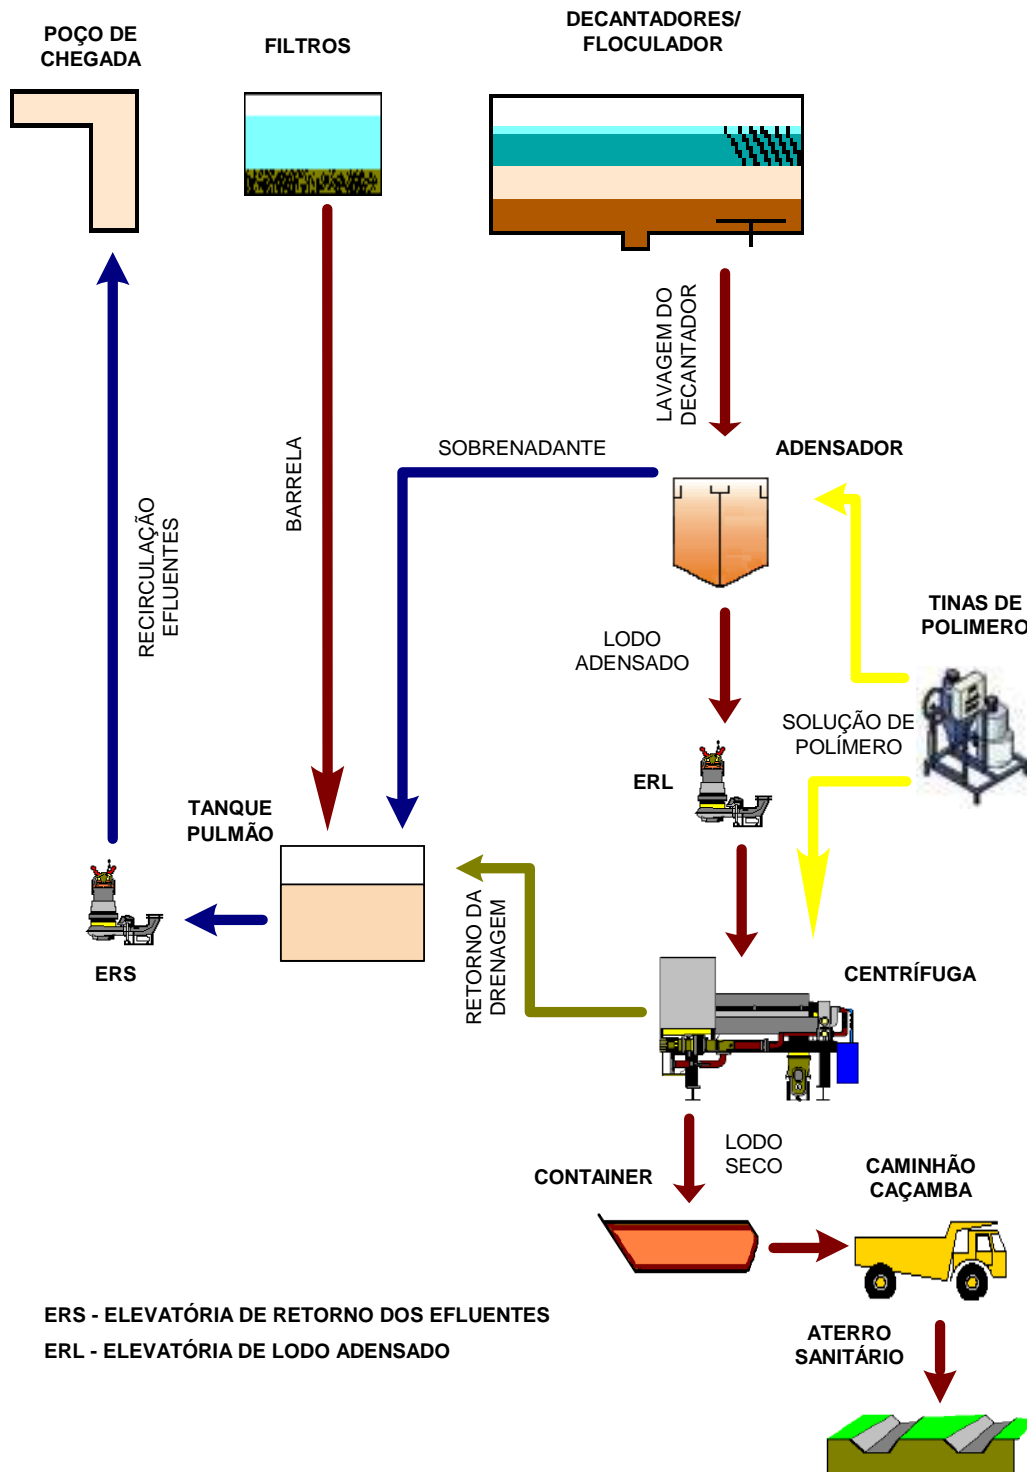 POÇO DE
CHEGADA
FILTROS
DECANTADORES/
FLOCULADOR
LAVAGEM DO
DECANTADOR
SOBRENADANTE
ADENSADOR
BARRELA
RECIRCULAÇÃO
EFLUENTES
TINAS DE
POLIMERO
LODO
ADENSADO
SOLUÇÃO DE
POLÍMERO
ERL
TANQUE
PULMÃO
RETORNO DA
DRENAGEM
ERS
CENTRÍFUGA
LODO
SECO
CONTAINER
CAMINHÃO
CAÇAMBA
ERS - ELEVATÓRIA DE RETORNO DOS EFLUENTES
ERL - ELEVATÓRIA DE LODO ADENSADO
ATERRO
SANITÁRIO